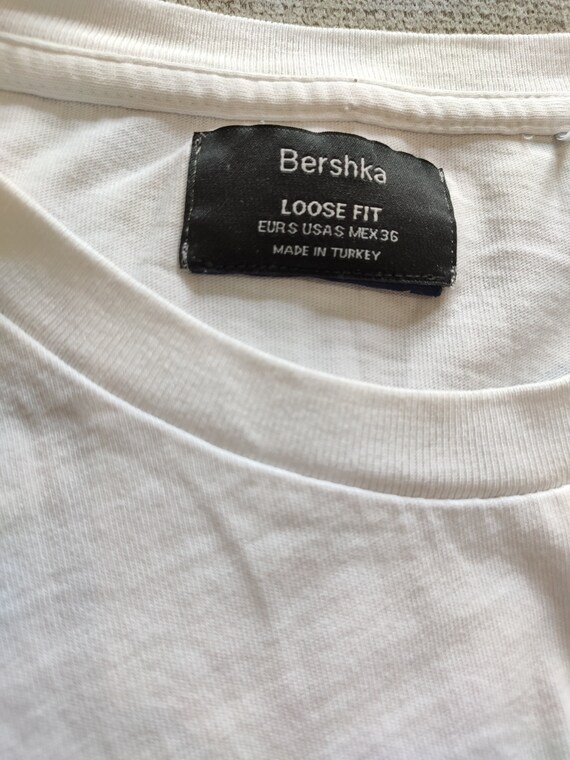 Bershka
LOOSE FIT
EUR S USA S MEX 36
MADE IN TURKEY